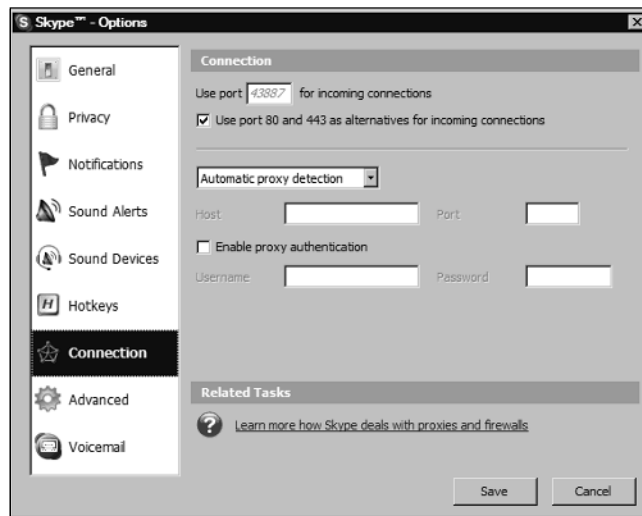 Skype™ - Options
General
Privacy
Notifications
Sound Alerts
Sound Devices
H Hotkeys
Connection
Advanced
Voicemail
Connection
Use port 43887 for incoming connections
Use port 80 and 443 as alternatives for incoming connections
Automatic proxy detection
Host Port
Enable proxy authentication
Username Password
Related Tasks
? Learn more how Skype deals with proxies and firewalls
Save Cancel